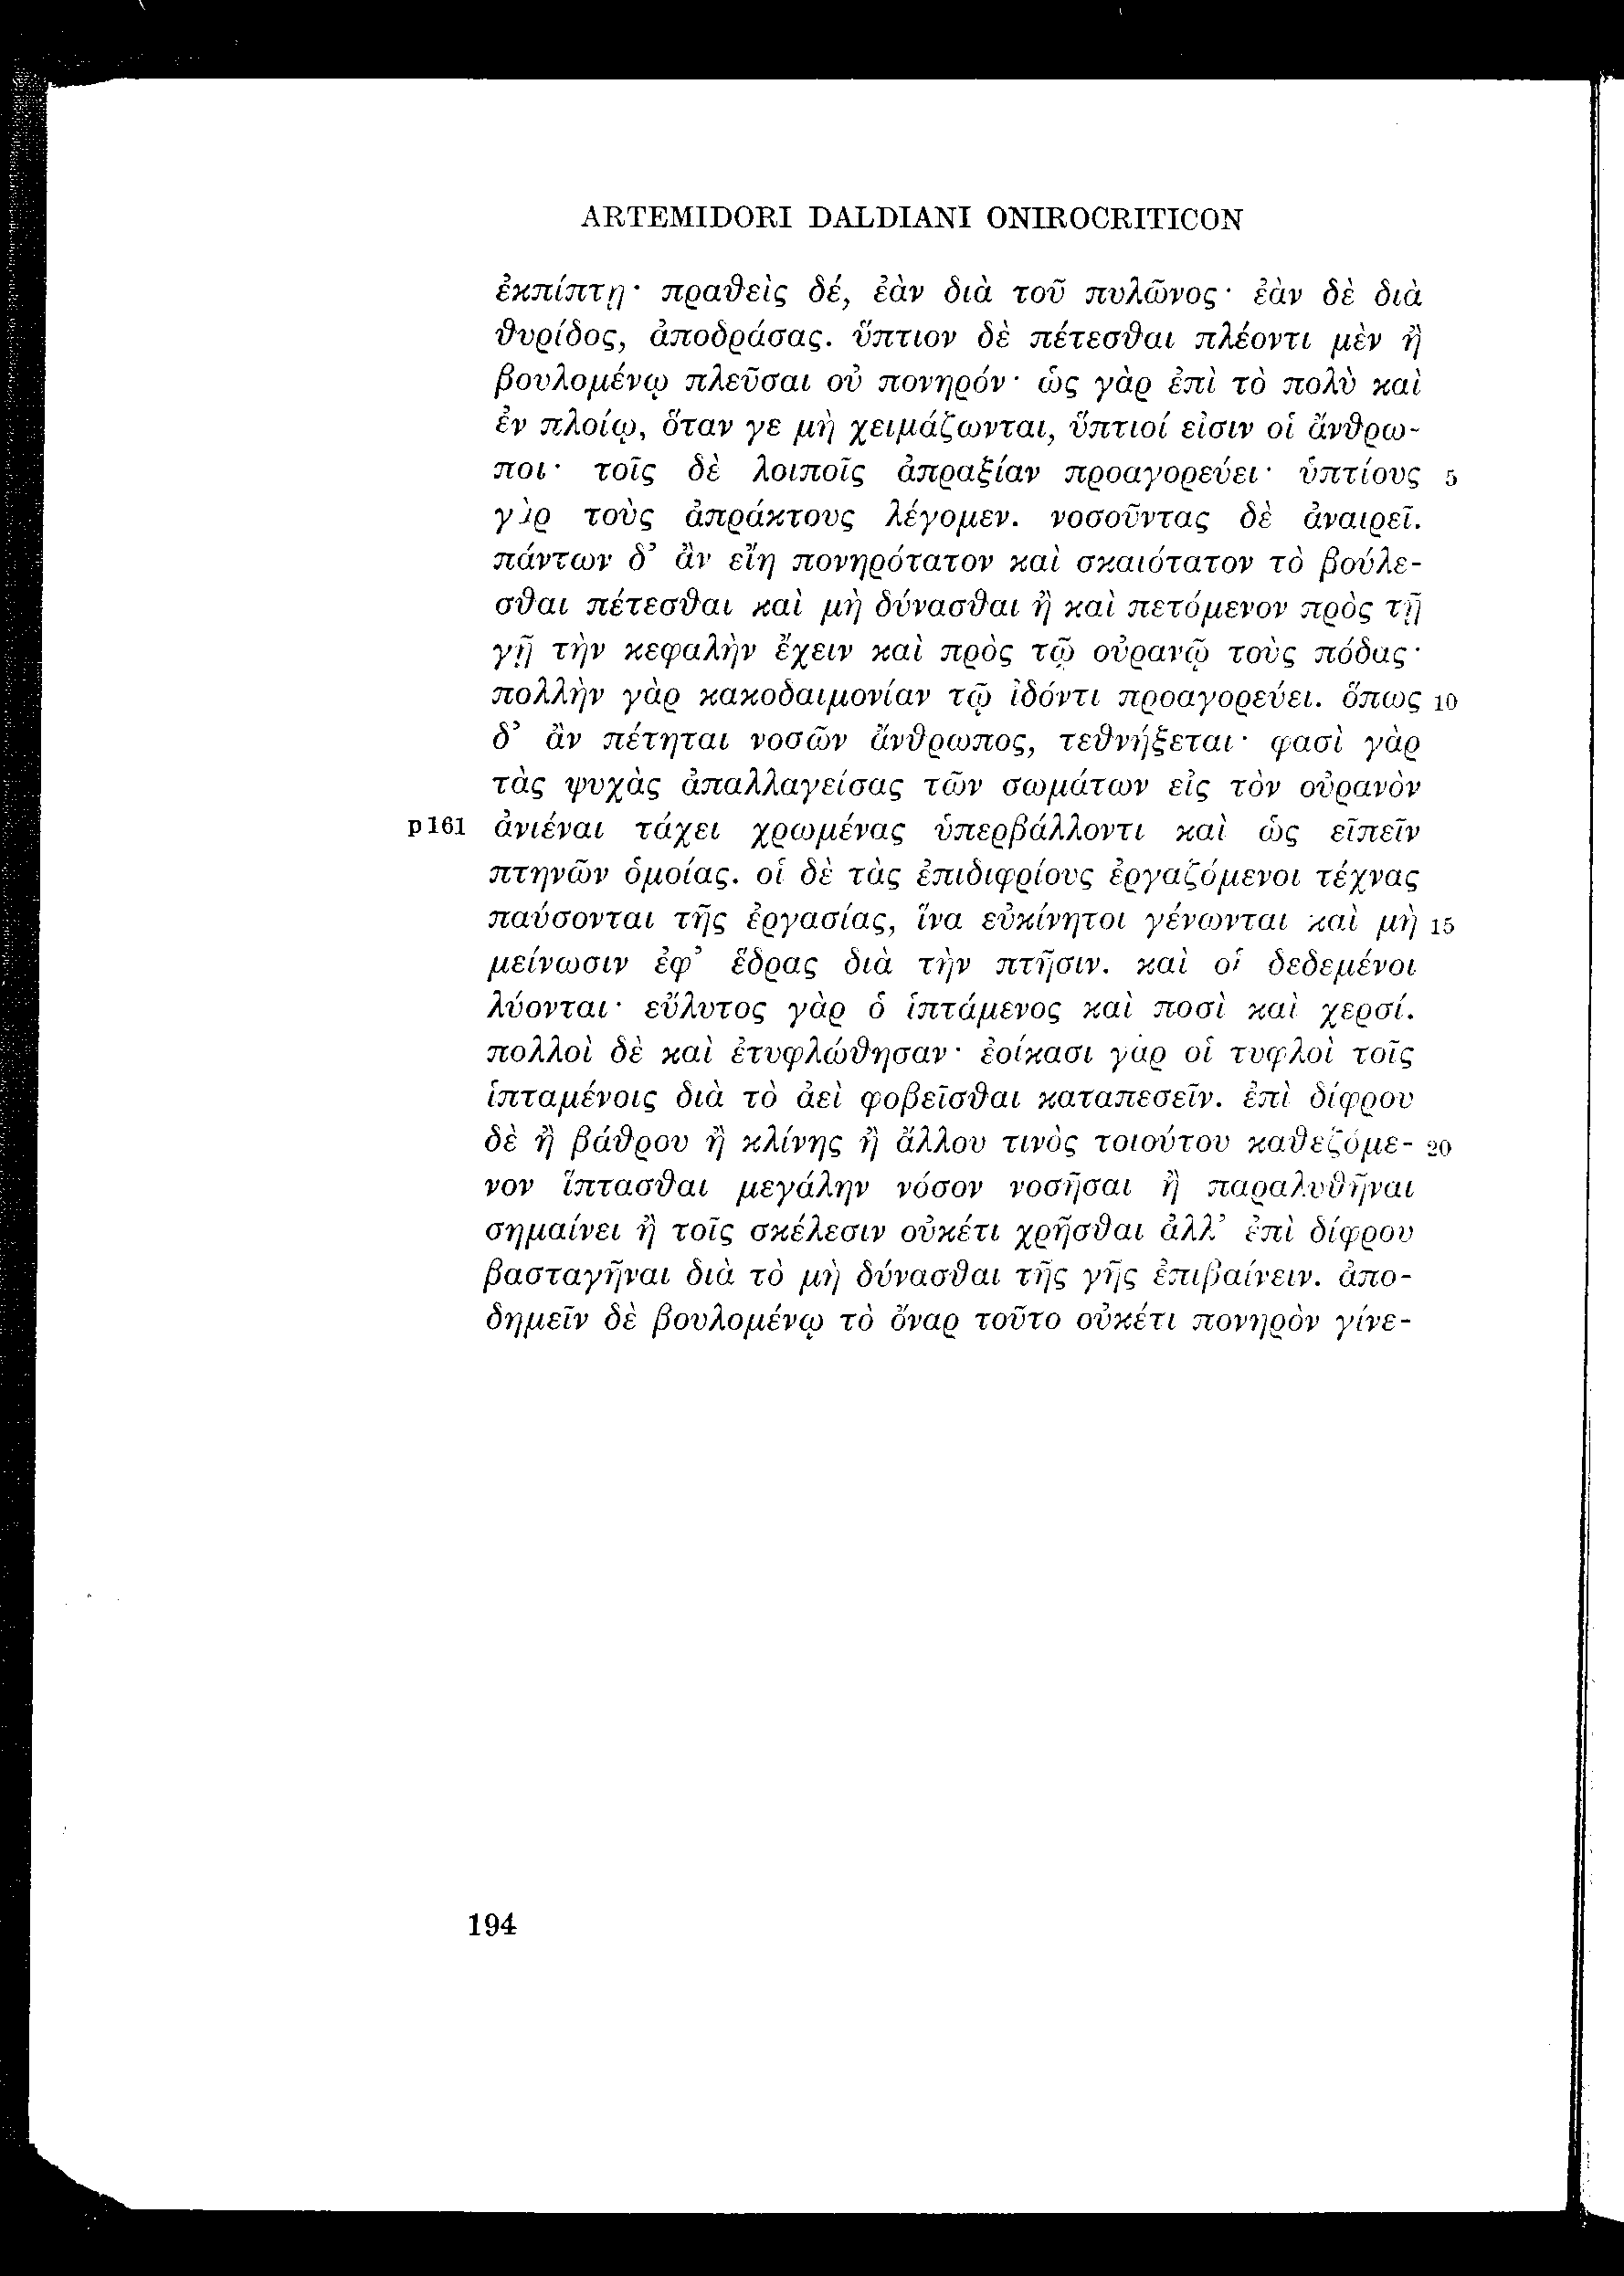 ARTEMIDORI DALDIANI ONIROCRITICON
ἐκπίπτῃ· πραθεὶς δέ, ἐὰν διὰ τοῦ πυλῶνος· ἐὰν δὲ διὰ
θυρίδος, ἀποδράσας. ὕπτιον δὲ πέτεσθαι πλέοντι μὲν ἢ
βουλομένῳ πλεῦσαι οὐ πονηρόν· ὡς γὰρ ἐπὶ τὸ πολὺ καὶ
ἐν πλοίῳ, ὅταν γε μὴ χειμάζωνται, ὕπτιοί εἰσιν οἱ ἄνθρω-
ποι· τοῖς δὲ λοιποῖς ἀπραξίαν προαγορεύει· ὑπτίους 5
γὰρ τοὺς ἀπράκτους λέγομεν. νοσοῦντας δὲ ἀναιρεῖ.
πάντων δ’ ἂν εἴη πονηρότατον καὶ σκαιότατον τὸ βούλε-
σθαι πέτεσθαι καὶ μὴ δύνασθαι ἢ καὶ πετόμενον πρὸς τῇ
γῇ τὴν κεφαλὴν ἔχειν καὶ πρὸς τῷ οὐρανῷ τοὺς πόδας·
πολλὴν γὰρ κακοδαιμονίαν τῷ ἰδόντι προαγορεύει. ὅπως 10
δ’ ἂν πέτηται νοσῶν ἄνθρωπος, τεθνήξεται· φασὶ γὰρ
τὰς ψυχὰς ἀπαλλαγείσας τῶν σωμάτων εἰς τὸν οὐρανὸν
p 161 ἀνιέναι τάχει χρωμένας ὑπερβάλλοντι καὶ ὡς εἰπεῖν
πτηνῶν ὁμοίας. οἱ δὲ τὰς ἐπιδιφρίους ἐργαζόμενοι τέχνας
παύσονται τῆς ἐργασίας, ἵνα εὐκίνητοι γένωνται καὶ μὴ 15
μείνωσιν ἐφ’ ἕδρας διὰ τὴν πτῆσιν. καὶ οἱ δεδεμένοι
λύονται· εὔλυτος γὰρ ὁ ἱπτάμενος καὶ ποσὶ καὶ χερσί.
πολλοὶ δὲ καὶ ἐτυφλώθησαν· ἐοίκασι γὰρ οἱ τυφλοὶ τοῖς
ἱπταμένοις διὰ τὸ ἀεὶ φοβεῖσθαι καταπεσεῖν. ἐπὶ δίφρου
δὲ ἢ βάθρου ἢ κλίνης ἢ ἄλλου τινὸς τοιούτου καθεζόμε- 20
νον ἵπτασθαι μεγάλην νόσον νοσῆσαι ἢ παραλυθῆναι
σημαίνει ἢ τοῖς σκέλεσιν οὐκέτι χρῆσθαι ἀλλ’ ἐπὶ δίφρου
βασταγῆναι διὰ τὸ μὴ δύνασθαι τῆς γῆς ἐπιβαίνειν. ἀπο-
δημεῖν δὲ βουλομένῳ τὸ ὄναρ τοῦτο οὐκέτι πονηρὸν γίνε-
194